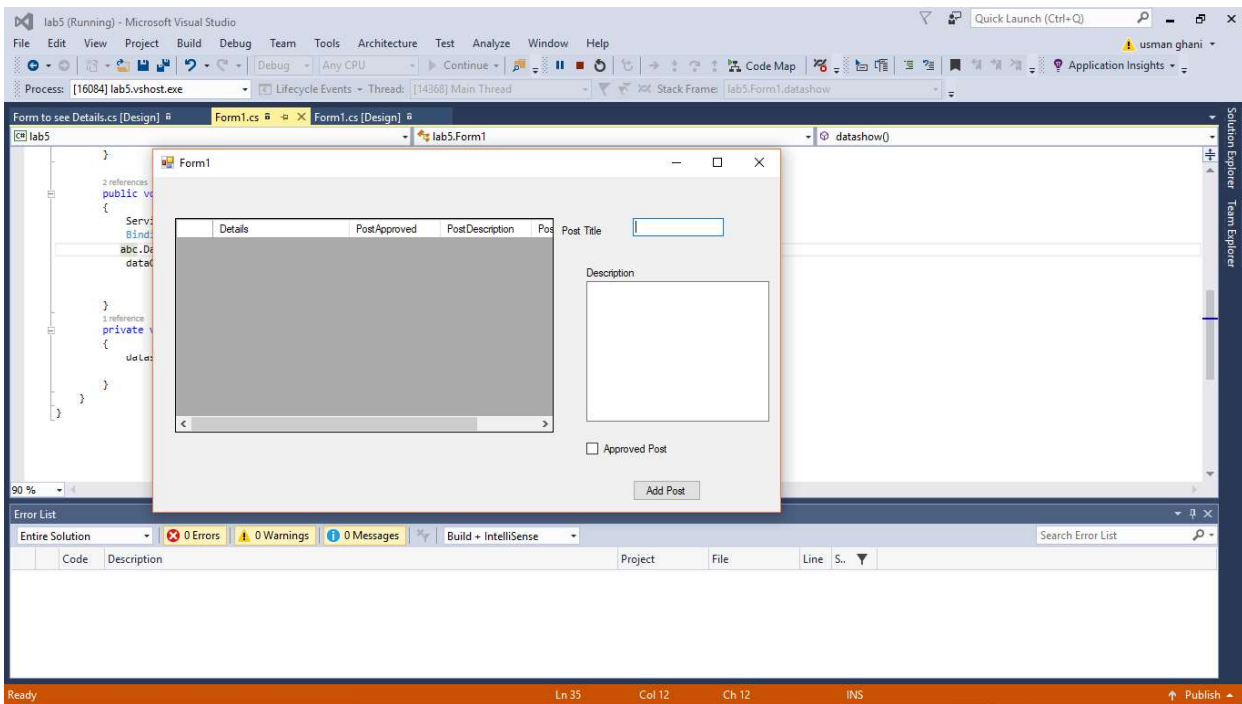 lab5 (Running) - Microsoft Visual Studio
Quick Launch (Ctrl+Q)
File Edit View Project Build Debug Team Tools Architecture Test Analyze Window Help
usman ghani
Debug Any CPU Continue Code Map Application Insights
Process: [16084] lab5.vshost.exe Lifecycle Events Thread: [14368] Main Thread Stack Frame: lab5.Form1.datashow
Form to see Details.cs [Design] Form1.cs Form1.cs [Design]
C# lab5 lab5.Form1 datashow()
Solution Explorer
Team Explorer
}
2 references
public
{
abc.
}
1 reference
private
{
}
}
}
Form1
Details PostApproved PostDescription Pos
Post Title
Description
Approved Post
Add Post
90 %
Error List
Entire Solution 0 Errors 0 Warnings 0 Messages Build + IntelliSense Search Error List
Code Description Project File Line S..
Ready Ln 35 Col 12 Ch 12 INS Publish